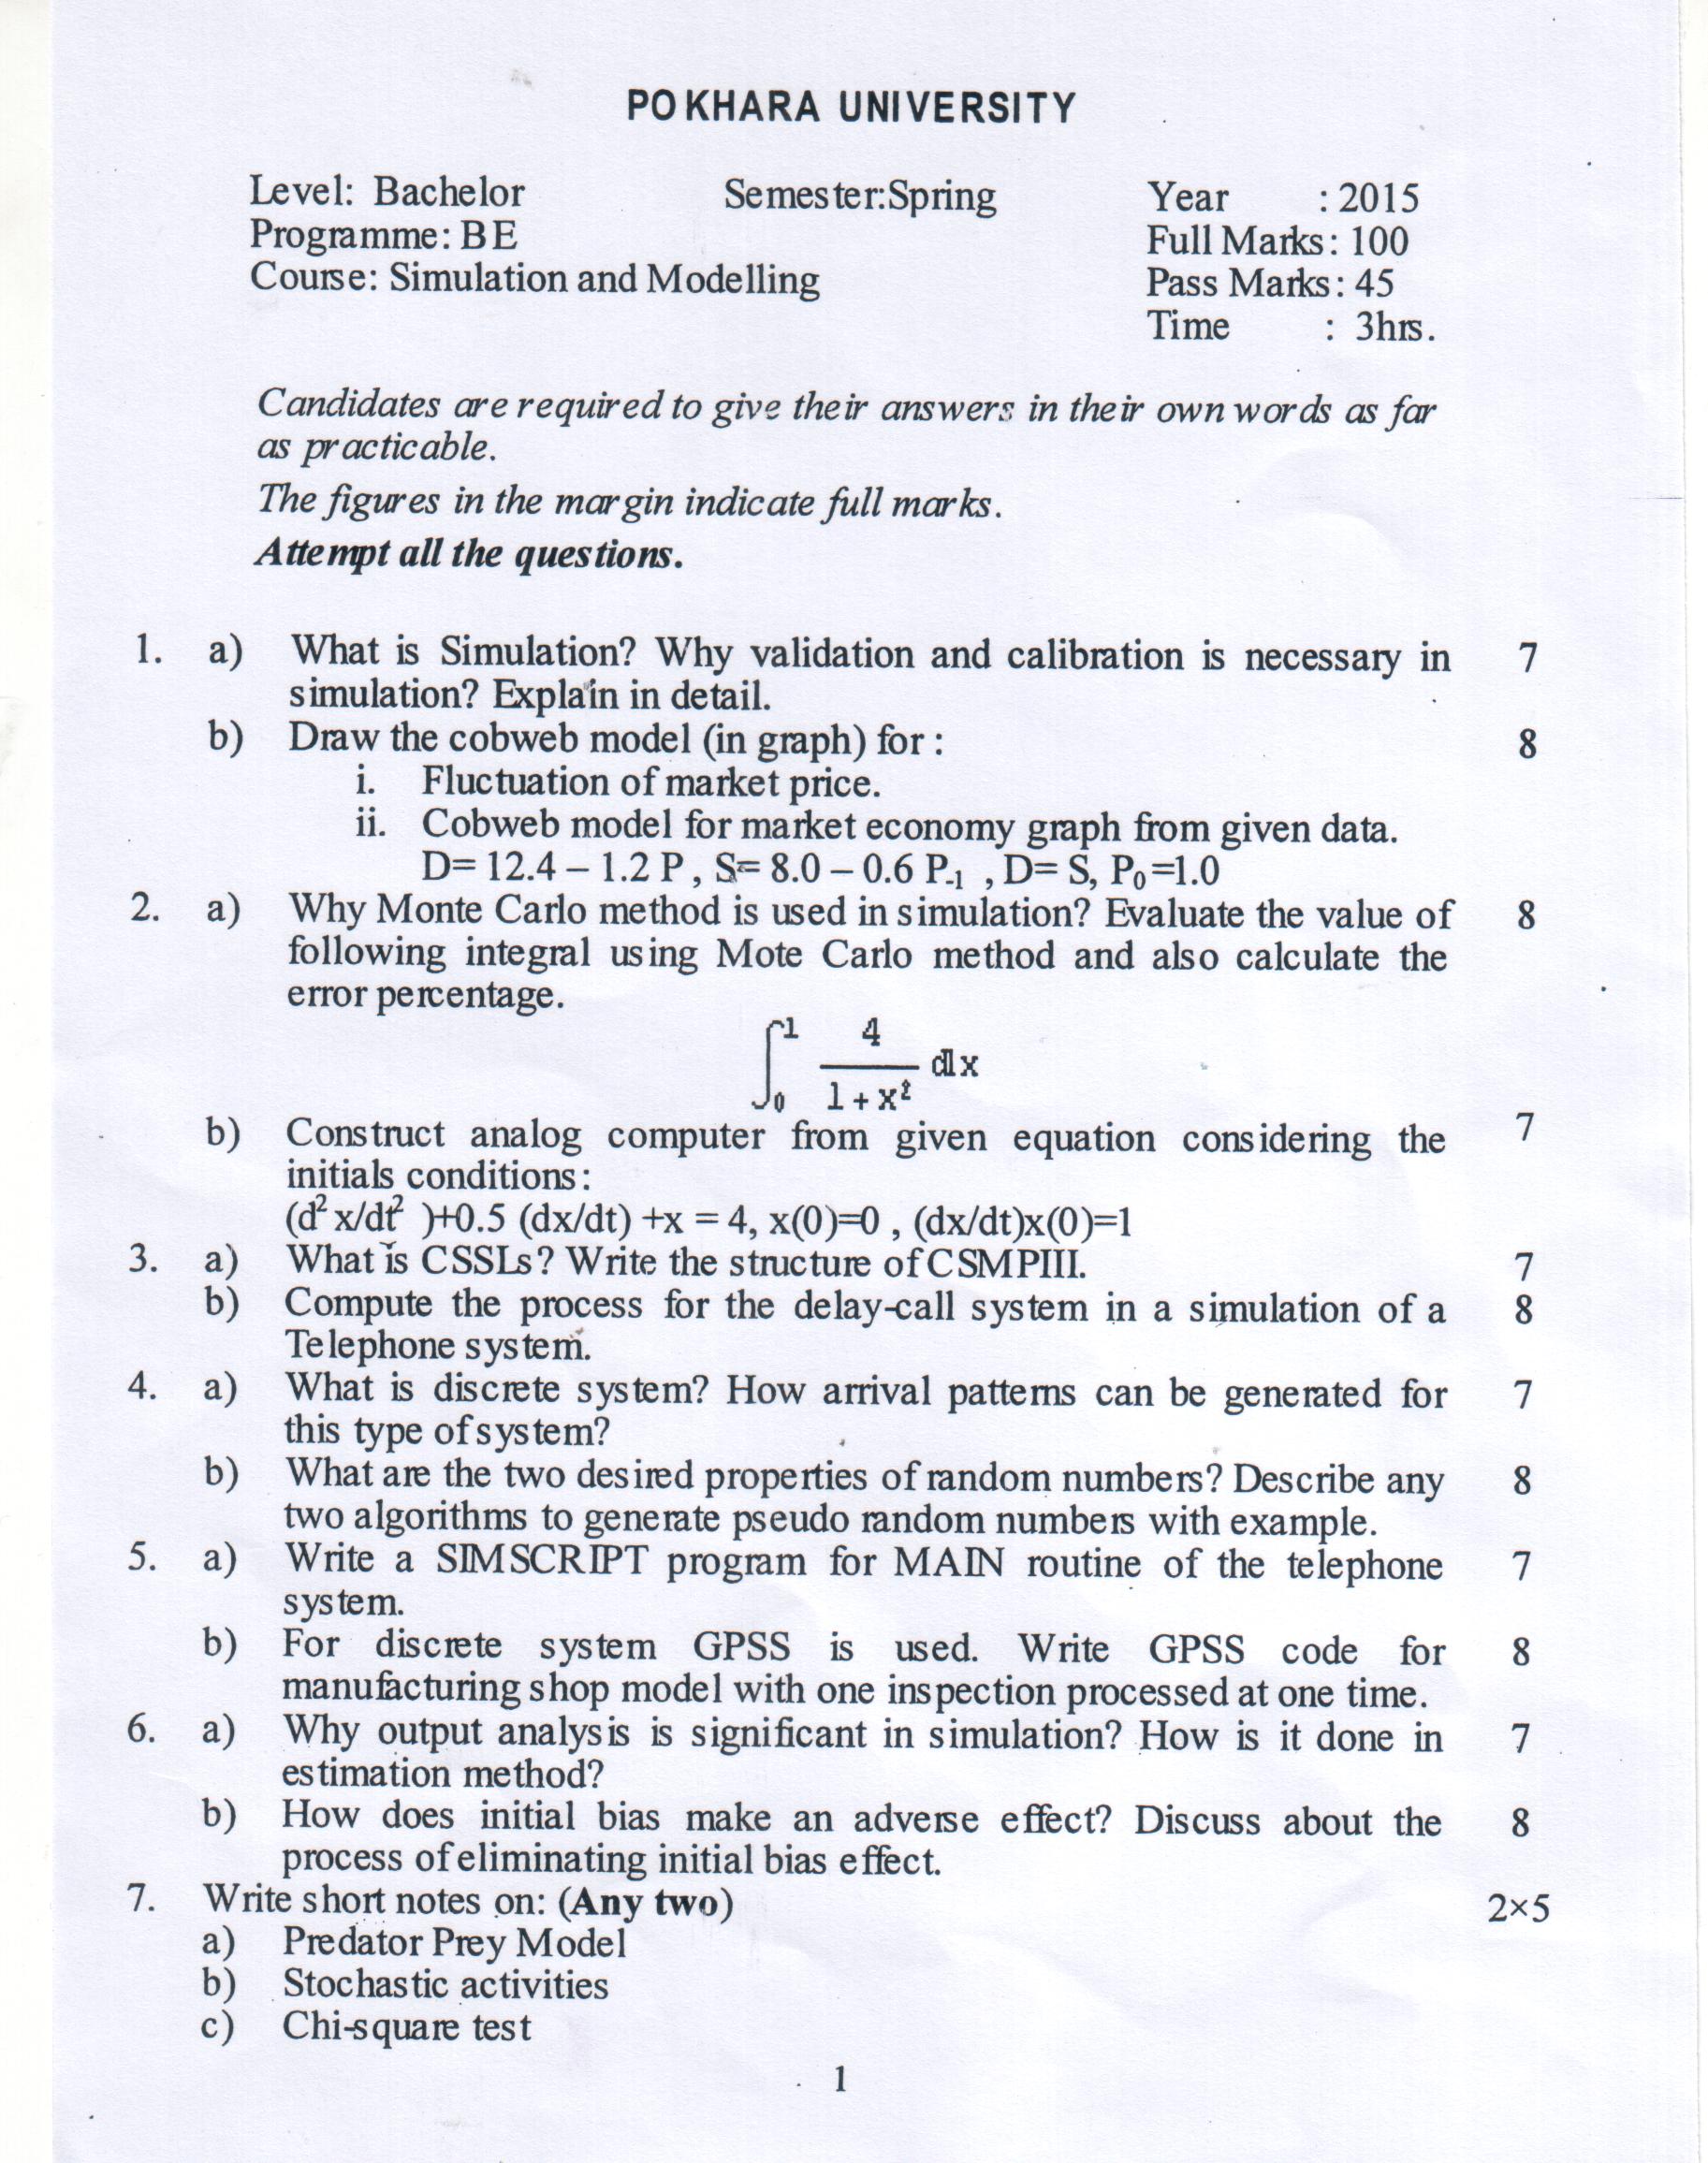 POKHARA UNIVERSITY
Level: Bachelor Semester:Spring Year : 2015
Programme: BE Full Marks: 100
Course: Simulation and Modelling Pass Marks: 45
Time : 3hrs.
Candidates are required to give their answers in their own words as far
as practicable.
The figures in the margin indicate full marks.
Attempt all the questions.
1. a) What is Simulation? Why validation and calibration is necessary in 7
simulation? Explain in detail.
b) Draw the cobweb model (in graph) for : 8
i. Fluctuation of market price.
ii. Cobweb model for market economy graph from given data.
D= 12.4 – 1.2 P , S= 8.0 – 0.6 P₋₁ , D= S, P₀=1.0
2. a) Why Monte Carlo method is used in simulation? Evaluate the value of 8
following integral using Mote Carlo method and also calculate the
error percentage.
∫₀¹ 4/(1+x²) dx
b) Construct analog computer from given equation considering the 7
initials conditions:
(d² x/dt² )+0.5 (dx/dt) +x = 4, x(0)=0 , (dx/dt)x(0)=1
3. a) What is CSSLs? Write the structure of CSMPIII. 7
b) Compute the process for the delay-call system in a simulation of a 8
Telephone system.
4. a) What is discrete system? How arrival patterns can be generated for 7
this type of system?
b) What are the two desired properties of random numbers? Describe any 8
two algorithms to generate pseudo random numbers with example.
5. a) Write a SIMSCRIPT program for MAIN routine of the telephone 7
system.
b) For discrete system GPSS is used. Write GPSS code for 8
manufacturing shop model with one inspection processed at one time.
6. a) Why output analysis is significant in simulation? How is it done in 7
estimation method?
b) How does initial bias make an adverse effect? Discuss about the 8
process of eliminating initial bias effect.
7. Write short notes on: (Any two) 2×5
a) Predator Prey Model
b) Stochastic activities
c) Chi-square test
1